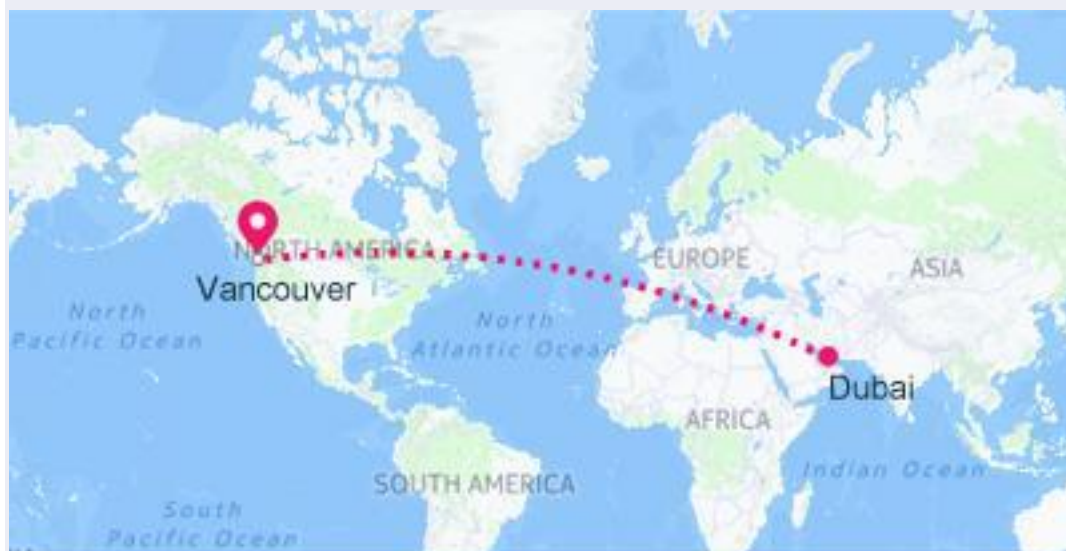 NORTH AMERICA
Vancouver
EUROPE
ASIA
North
Pacific Ocean
North
Atlantic Ocean
Dubai
AFRICA
Indian Ocean
SOUTH AMERICA
South
Pacific Ocean